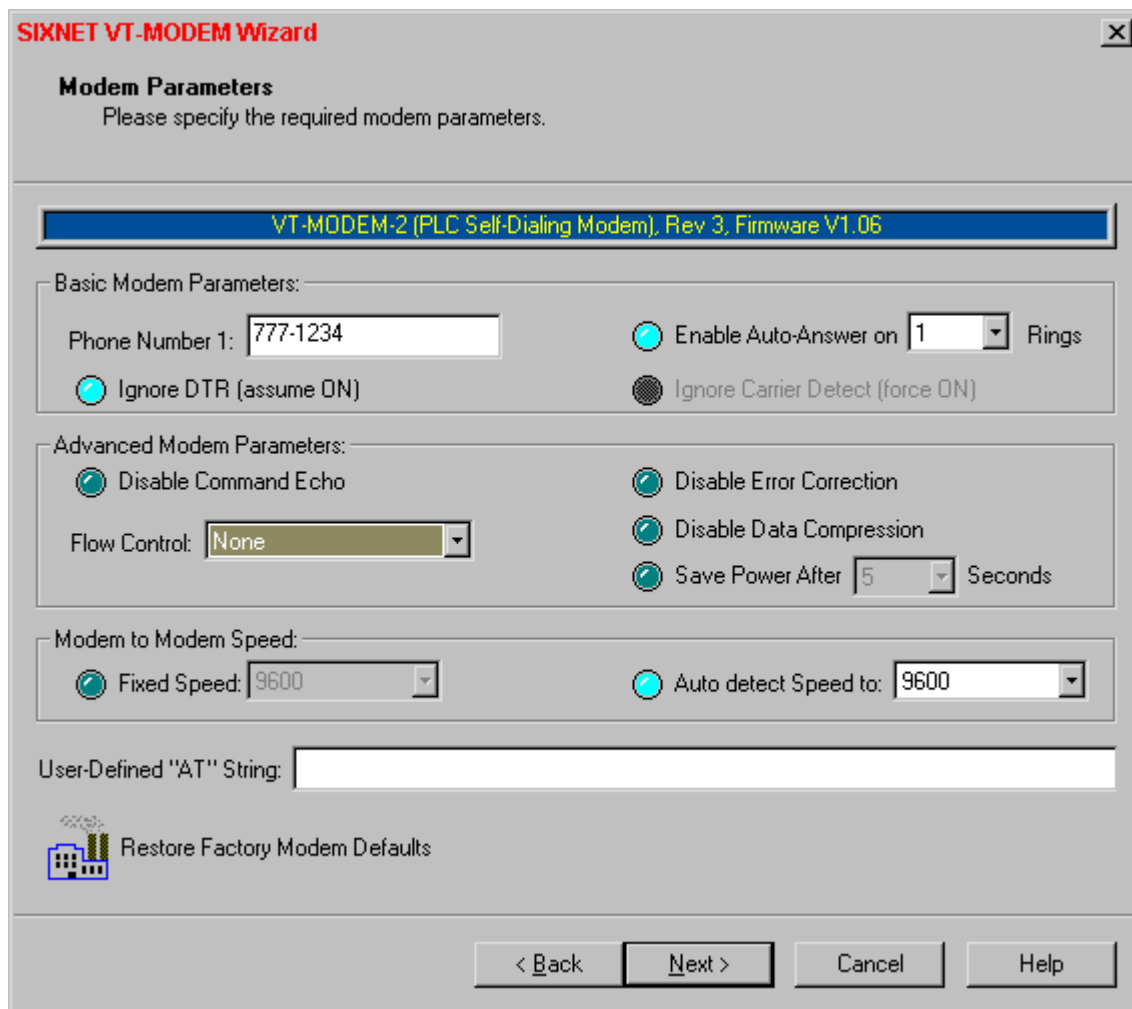 SIXNET VT-MODEM Wizard
Modem Parameters
Please specify the required modem parameters.
VT-MODEM-2 (PLC Self-Dialing Modem), Rev 3, Firmware V1.06
Basic Modem Parameters:
Phone Number 1: 777-1234
Enable Auto-Answer on 1 Rings
Ignore DTR (assume ON)
Ignore Carrier Detect (force ON)
Advanced Modem Parameters:
Disable Command Echo
Disable Error Correction
Flow Control: None
Disable Data Compression
Save Power After 5 Seconds
Modem to Modem Speed:
Fixed Speed: 9600
Auto detect Speed to: 9600
User-Defined "AT" String:
Restore Factory Modem Defaults
< Back
Next >
Cancel
Help